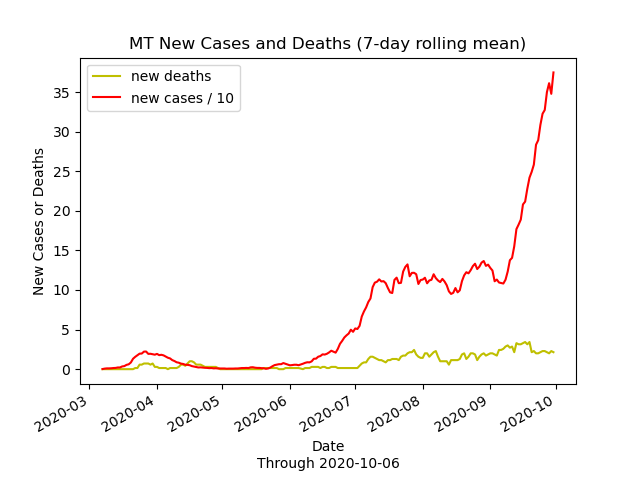 MT New Cases and Deaths (7-day rolling mean)
new deaths
new cases / 10
35
30
25
20
15
10
5
0
New Cases or Deaths
2020-03
2020-04
2020-05
2020-06
2020-07
2020-08
2020-09
2020-10
Date
Through 2020-10-06